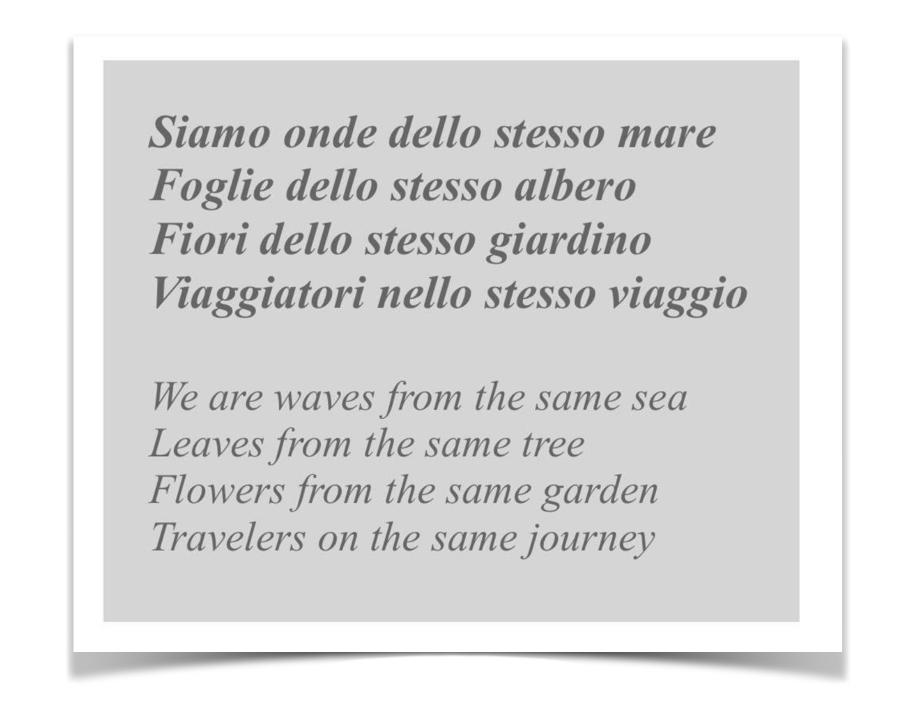 Siamo onde dello stesso mare
Foglie dello stesso albero
Fiori dello stesso giardino
Viaggiatori nello stesso viaggio
We are waves from the same sea
Leaves from the same tree
Flowers from the same garden
Travelers on the same journey